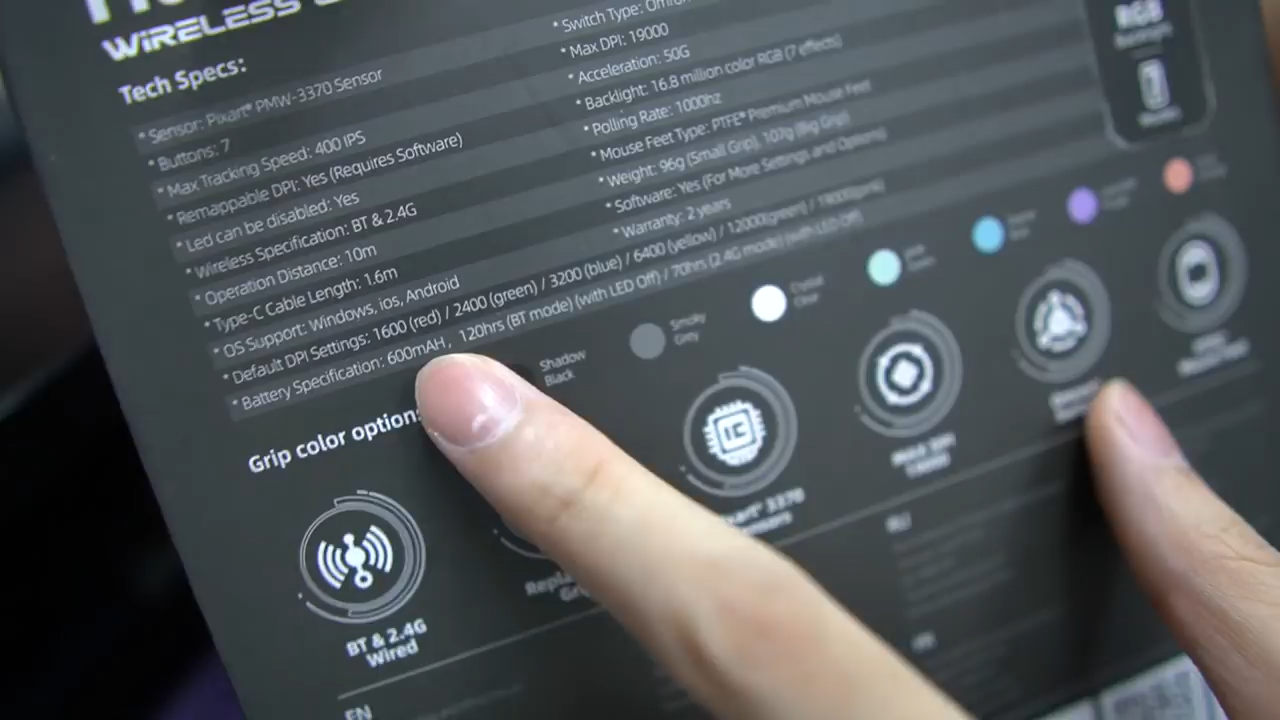 WIRELESS
Tech Specs:
* Sensor: Pixart® PMW-3370 Sensor
* Buttons: 7
* Max Tracking Speed: 400 IPS
* Remappable DPI: Yes (Requires Software)
* Led can be disabled: Yes
* Wireless Specification: BT & 2.4G
* Operation Distance: 10m
* Type-C Cable Length: 1.6m
* OS Support: Windows, ios, Android
* Default DPI Settings: 1600 (red) / 2400 (green) / 3200 (blue) / 6400 (yellow) / 12000(green) /
* Battery Specification: 600mAH, 120hrs (BT mode) (with LED Off) / 70hrs (2.4G mode) (with LED Off)
* Switch Type:
* Max DPI: 19000
* Acceleration: 50G
* Backlight: 16.8 million color RGB (7 effects)
* Polling Rate: 1000hz
* Mouse Feet Type: PTFE® Premium Mouse Feet
* Weight: 96g (Small Grip), 107g (Big Grip)
* Software: Yes (For More Settings and Options)
* Warranty: 2 years
RGB
Grip color option
Shadow
Black
Smoky
Grey
Crystal
Clear
IC
BT & 2.4G
Wired
3370
EN
RU